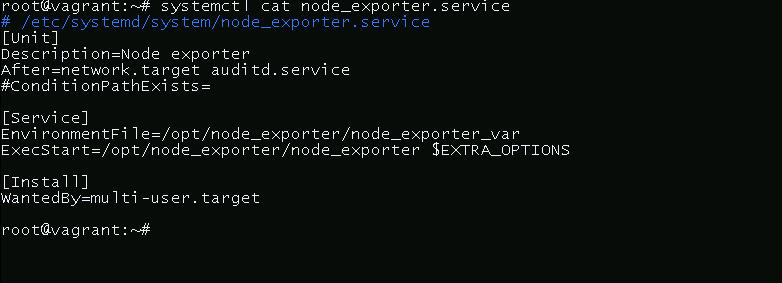 root@vagrant:~# systemctl cat node_exporter.service
# /etc/systemd/system/node_exporter.service
[Unit]
Description=Node exporter
After=network.target auditd.service
#ConditionPathExists=
[Service]
EnvironmentFile=/opt/node_exporter/node_exporter_var
ExecStart=/opt/node_exporter/node_exporter $EXTRA_OPTIONS
[Install]
WantedBy=multi-user.target
root@vagrant:~#